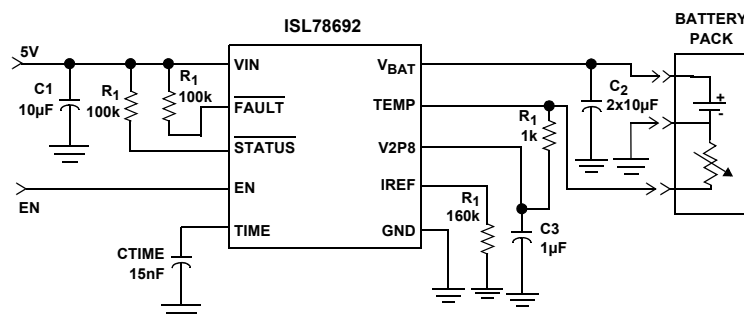 ISL78692
BATTERY
PACK
5V
C1
10µF
R1
100k
R1
100k
VIN
FAULT
STATUS
EN
TIME
EN
CTIME
15nF
VBAT
TEMP
V2P8
IREF
GND
R1
1k
C2
2x10µF
R1
160k
C3
1µF
+
-